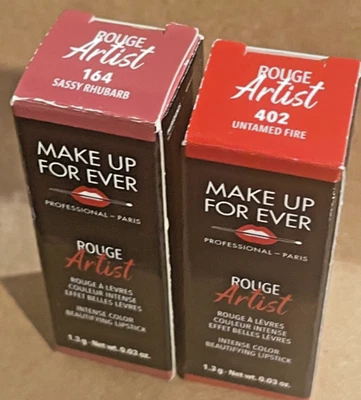 ROUGE
Artist
164
SASSY RHUBARB
MAKE UP
FOR EVER
PROFESSIONAL – PARIS
ROUGE
Artist
ROUGE À LÈVRES
COULEUR INTENSE
EFFET BELLES LÈVRES
INTENSE COLOR
BEAUTIFYING LIPSTICK
1.3 g - Net wt. 0.03 oz.
ROUGE
Artist
402
UNTAMED FIRE
MAKE UP
FOR EVER
PROFESSIONAL – PARIS
ROUGE
Artist
ROUGE À LÈVRES
COULEUR INTENSE
EFFET BELLES LÈVRES
INTENSE COLOR
BEAUTIFYING LIPSTICK
1.3 g - Net wt. 0.03 oz.